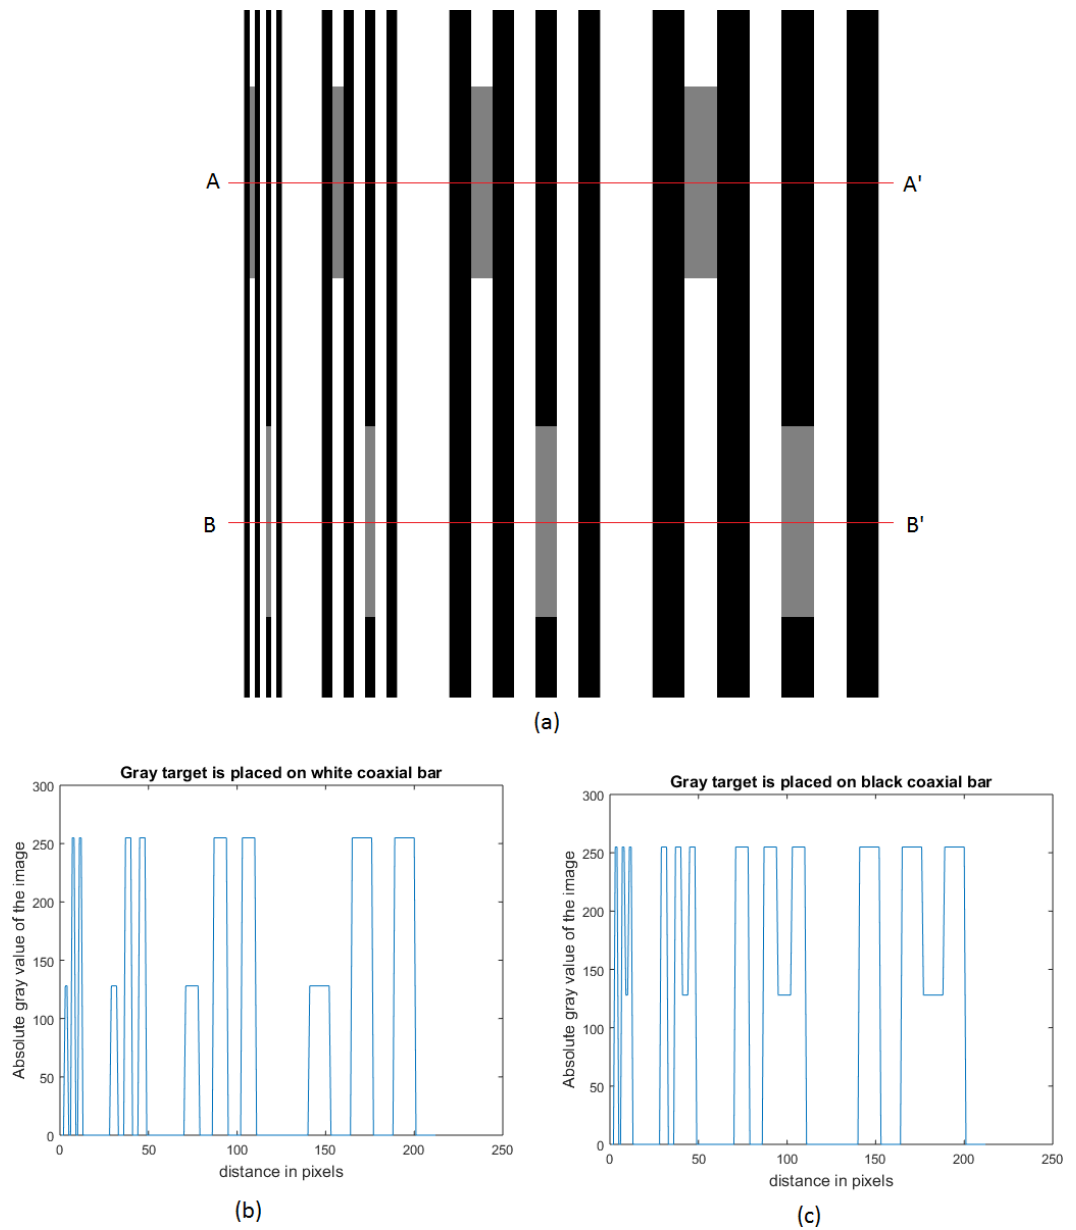 A A'
B B'
(a)
Gray target is placed on white coaxial bar
300
250
200
150
100
50
0
Absolute gray value of the image
0 50 100 150 200 250
distance in pixels
(b)
Gray target is placed on black coaxial bar
300
250
200
150
100
50
0
Absolute gray value of the image
0 50 100 150 200 250
distance in pixels
(c)